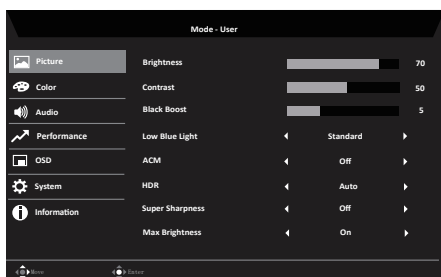 Mode - User
Picture
Color
Audio
Performance
OSD
System
Information
Brightness 70
Contrast 50
Black Boost 5
Low Blue Light Standard
ACM Off
HDR Auto
Super Sharpness Off
Max Brightness On
Move Enter